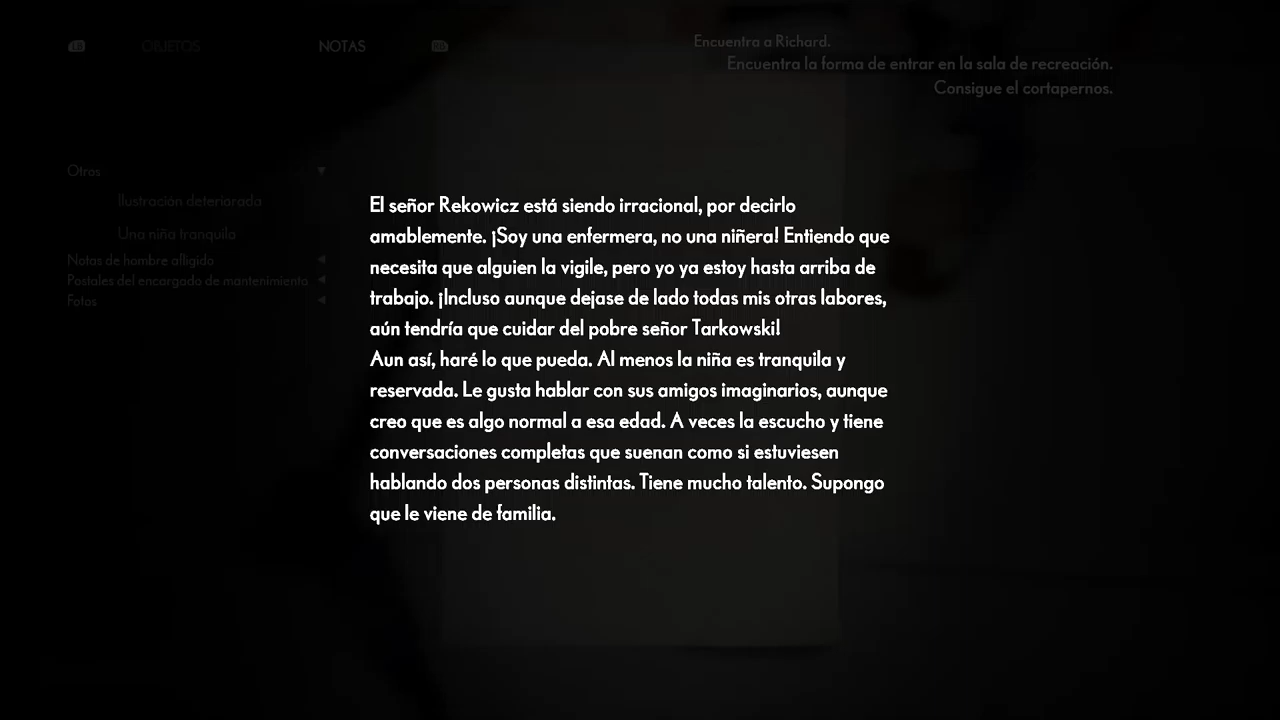 LB OBJETOS NOTAS RB
Encuentra a Richard.
Encuentra la forma de entrar en la sala de recreación.
Consigue el cortapernos.
Otros
Ilustración deteriorada
Una niña tranquila
Notas de hombre afligido
Postales del encargado de mantenimiento
Fotos
El señor Rekowicz está siendo irracional, por decirlo
amablemente. ¡Soy una enfermera, no una niñera! Entiendo que
necesita que alguien la vigile, pero yo ya estoy hasta arriba de
trabajo. ¡Incluso aunque dejase de lado todas mis otras labores,
aún tendría que cuidar del pobre señor Tarkowski!
Aun así, haré lo que pueda. Al menos la niña es tranquila y
reservada. Le gusta hablar con sus amigos imaginarios, aunque
creo que es algo normal a esa edad. A veces la escucho y tiene
conversaciones completas que suenan como si estuviesen
hablando dos personas distintas. Tiene mucho talento. Supongo
que le viene de familia.